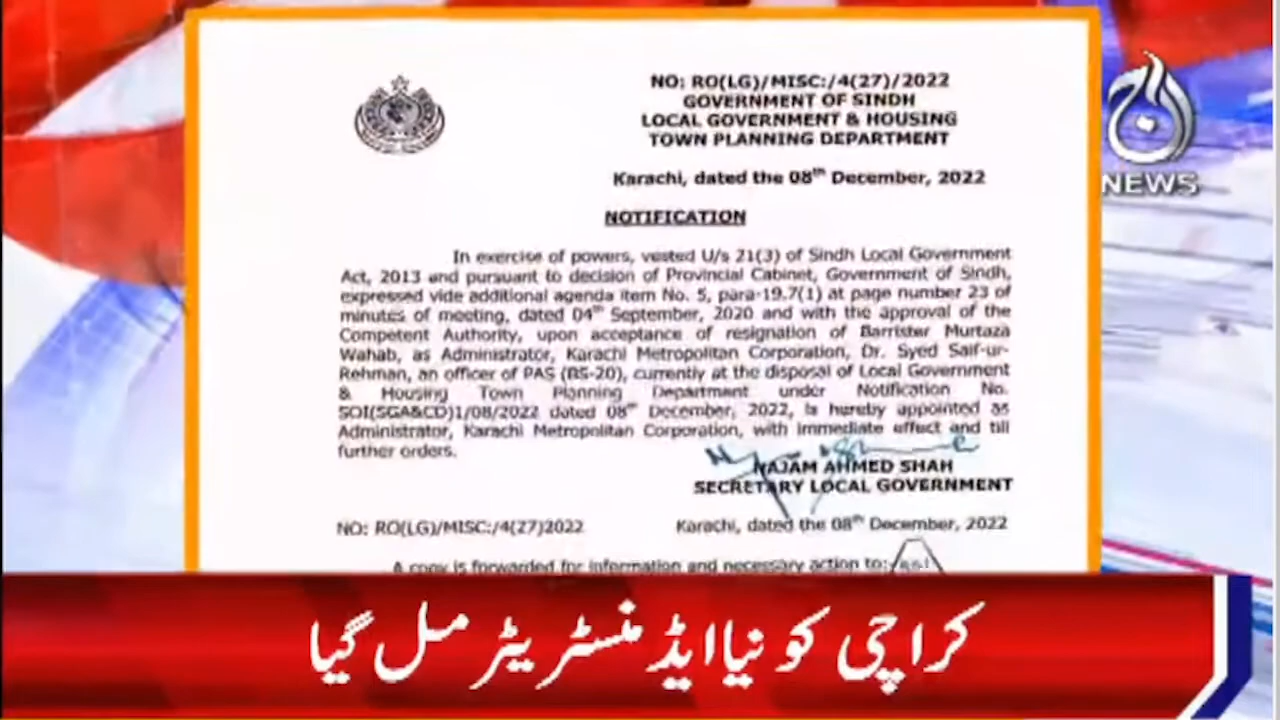 NO: RO(LG)/MISC:/4(27)/2022
GOVERNMENT OF SINDH
LOCAL GOVERNMENT & HOUSING
TOWN PLANNING DEPARTMENT
Karachi, dated the 08th December, 2022
NOTIFICATION
In exercise of powers, vested U/s 21(3) of Sindh Local Government
Act, 2013 and pursuant to decision of Provincial Cabinet, Government of Sindh,
expressed vide additional agenda item No. 5, para-19.7(1) at page number 23 of
minutes of meeting, dated 04th September, 2020 and with the approval of the
Competent Authority, upon acceptance of resignation of Barrister Murtaza
Wahab, as Administrator, Karachi Metropolitan Corporation, Dr. Syed Saif-ur-
Rehman, an officer of PAS (BS-20), currently at the disposal of Local Government
& Housing Town Planning Department under Notification No.
SOI(SGA&CD)1/08/2022 dated 08th December, 2022, is hereby appointed as
Administrator, Karachi Metropolitan Corporation, with immediate effect and till
further orders.
NAJAM AHMED SHAH
SECRETARY LOCAL GOVERNMENT
NO: RO(LG)/MISC:/4(27)2022
Karachi, dated the 08th December, 2022
A copy is forwarded for information and necessary action to:
آج
NEWS
کراچی کو نیا ایڈمنسٹریٹر مل گیا